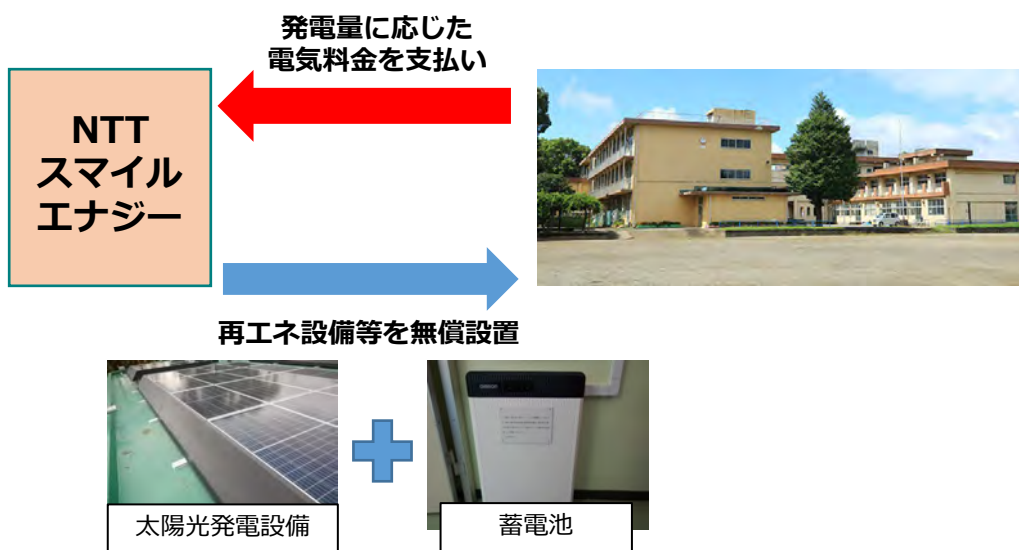 発電量に応じた
電気料金を支払い
NTT
スマイル
エナジー
再エネ設備等を無償設置
太陽光発電設備
蓄電池